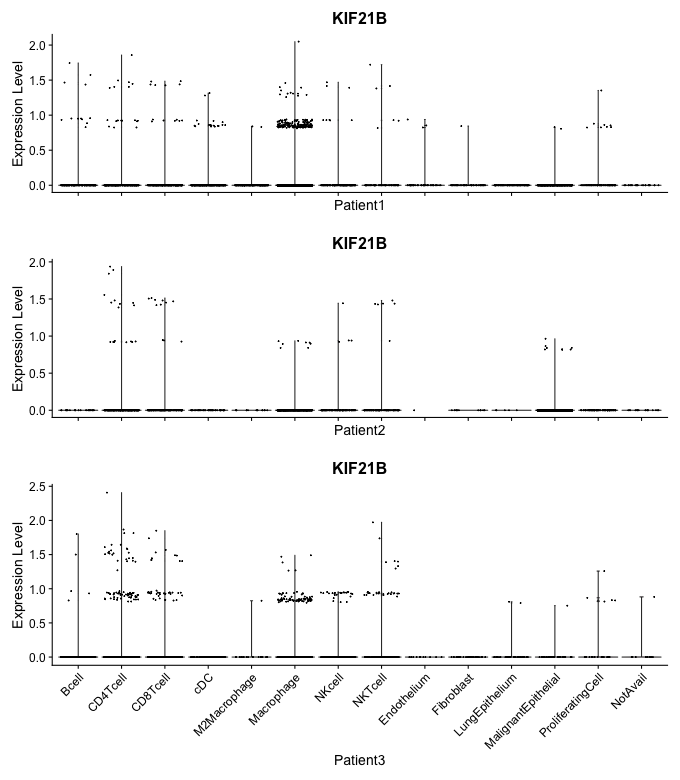 KIF21B
Expression Level
2.0
1.5
1.0
0.5
0.0
Patient1
KIF21B
Expression Level
2.0
1.5
1.0
0.5
0.0
Patient2
KIF21B
Expression Level
2.5
2.0
1.5
1.0
0.5
0.0
Bcell
CD4Tcell
CD8Tcell
cDC
M2Macrophage
Macrophage
NKcell
NKTcell
Endothelium
Fibroblast
LungEpithelium
MalignantEpithelial
ProliferatingCell
NotAvail
Patient3